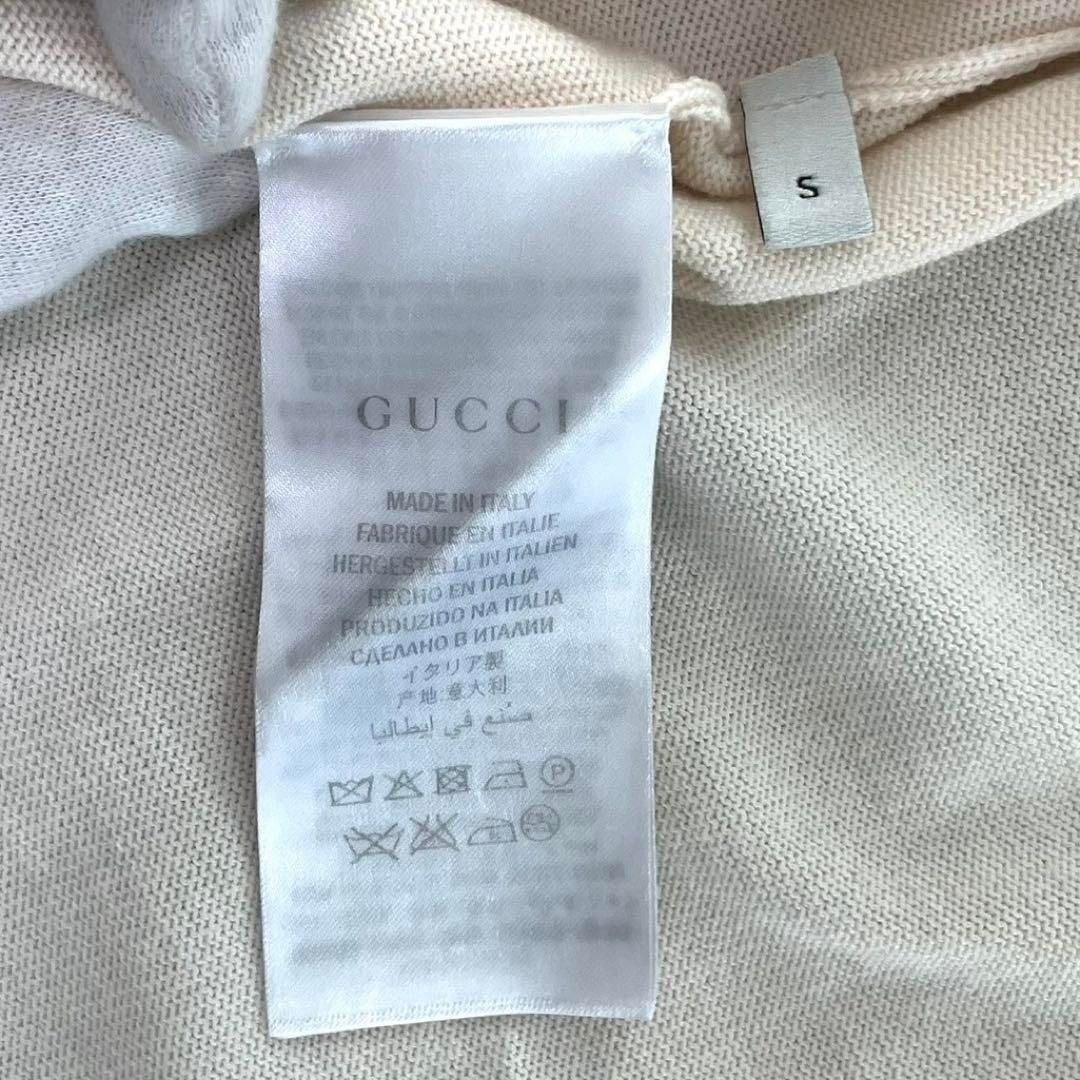 S
GUCCI
MADE IN ITALY
FABRIQUE EN ITALIE
HERGESTELLT IN ITALIEN
HECHO EN ITALIA
PRODUZIDO NA ITALIA
СДЕЛАНО В ИТАЛИИ
イタリア製
产地:意大利
صنع في إيطاليا
P